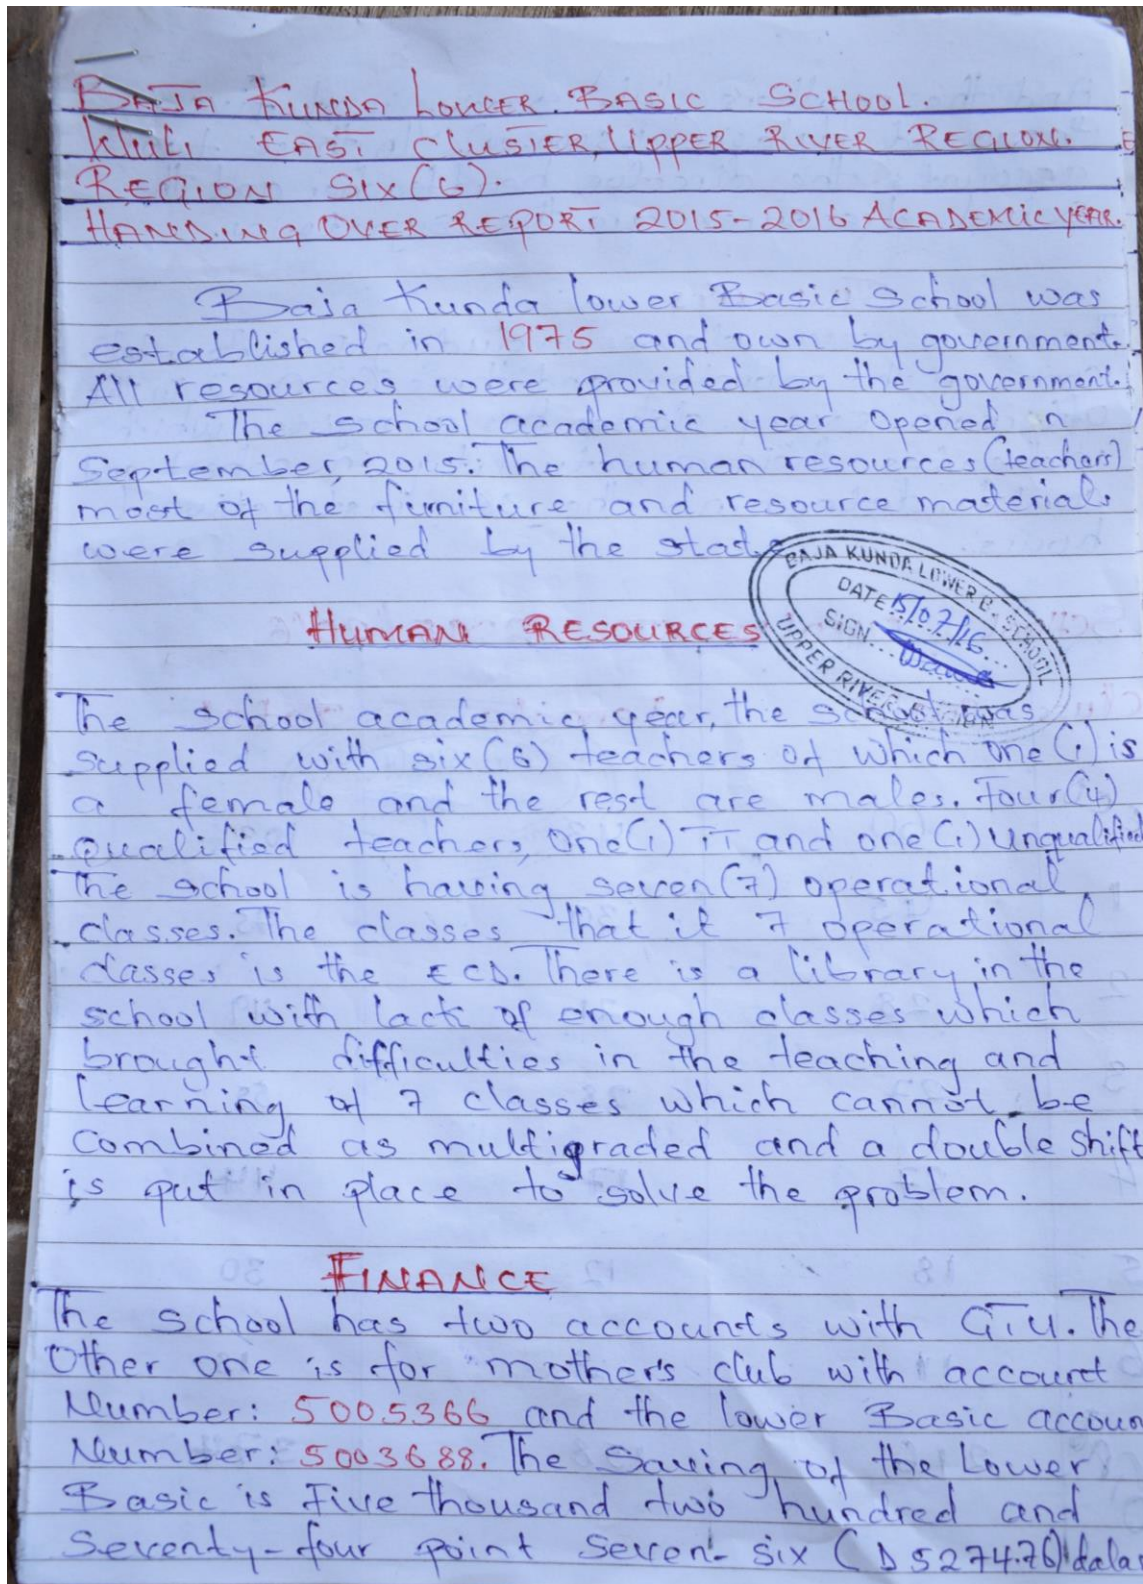 BAJA KUNDA LOWER BASIC SCHOOL.
EAST CLUSTER, UPPER RIVER REGION.
REGION SIX (6).
HANDING OVER REPORT 2015-2016 ACADEMIC YEAR.
Baja Kunda lower Basic School was
established in 1975 and own by government.
All resources were provided by the government.
The school academic year opened in
September, 2015. The human resources (teachers)
most of the furniture and resource materials
were supplied by the state
BAJA KUNDA LOWER B. SCHOOL
DATE 15/07/16
SIGN
UPPER RIVER REGION
HUMAN RESOURCES
The school academic year, the school was
supplied with six (6) teachers of which one (1) is
a female and the rest are males. Four (4)
qualified teachers, one (1) TT and one (1) unqualified
The school is having seven (7) operational
classes. The classes that it 7 operational
classes is the ECD. There is a library in the
school with lack of enough classes which
brought difficulties in the teaching and
learning of 7 classes which cannot be
combined as multigraded and a double shift
is put in place to solve the problem.
FINANCE
The school has two accounts with GTU. The
other one is for mother's club with account
Number: 5005366 and the lower Basic accoun
Number: 5003688. The Saving of the Lower
Basic is Five thousand two hundred and
Seventy-four point Seven-six (D5274.76) dala